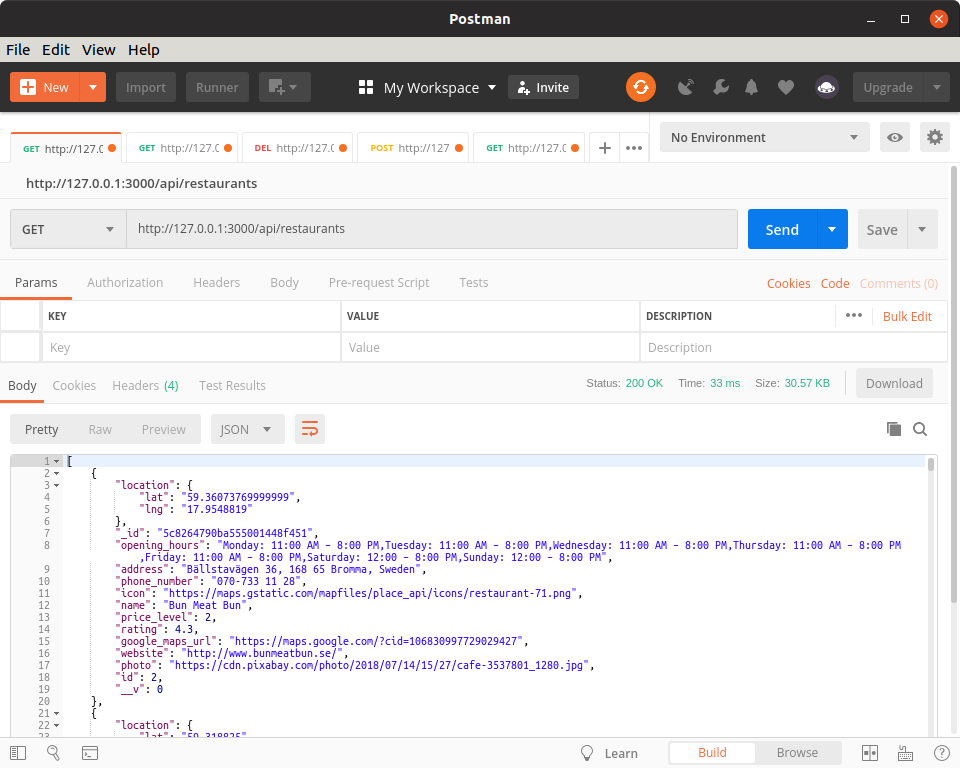 Postman
File Edit View Help
New Import Runner My Workspace Invite Upgrade
GET http://127.0 GET http://127.0 DEL http://127.0 POST http://127 GET http://127.0 No Environment
http://127.0.0.1:3000/api/restaurants
GET http://127.0.0.1:3000/api/restaurants Send Save
Params Authorization Headers Body Pre-request Script Tests Cookies Code Comments (0)
KEY VALUE DESCRIPTION ••• Bulk Edit
Key Value Description
Body Cookies Headers (4) Test Results Status: 200 OK Time: 33 ms Size: 30.57 KB Download
Pretty Raw Preview JSON
1 [
2 {
3 "location": {
4 "lat": "59.36073769999999",
5 "lng": "17.9548819"
6 },
7 "_id": "5c8264790ba555001448f451",
8 "opening_hours": "Monday: 11:00 AM – 8:00 PM,Tuesday: 11:00 AM – 8:00 PM,Wednesday: 11:00 AM – 8:00 PM,Thursday: 11:00 AM – 8:00 PM
,Friday: 11:00 AM – 8:00 PM,Saturday: 12:00 – 8:00 PM,Sunday: 12:00 – 8:00 PM",
9 "address": "Bällstavägen 36, 168 65 Bromma, Sweden",
10 "phone_number": "070-733 11 28",
11 "icon": "https://maps.gstatic.com/mapfiles/place_api/icons/restaurant-71.png",
12 "name": "Bun Meat Bun",
13 "price_level": 2,
14 "rating": 4.3,
15 "google_maps_url": "https://maps.google.com/?cid=106830997729029427",
16 "website": "http://www.bunmeatbun.se/",
17 "photo": "https://cdn.pixabay.com/photo/2018/07/14/15/27/cafe-3537801_1280.jpg",
18 "id": 2,
19 "__v": 0
20 },
21 {
22 "location": {
23 "lat": "59.318825",
Learn Build Browse